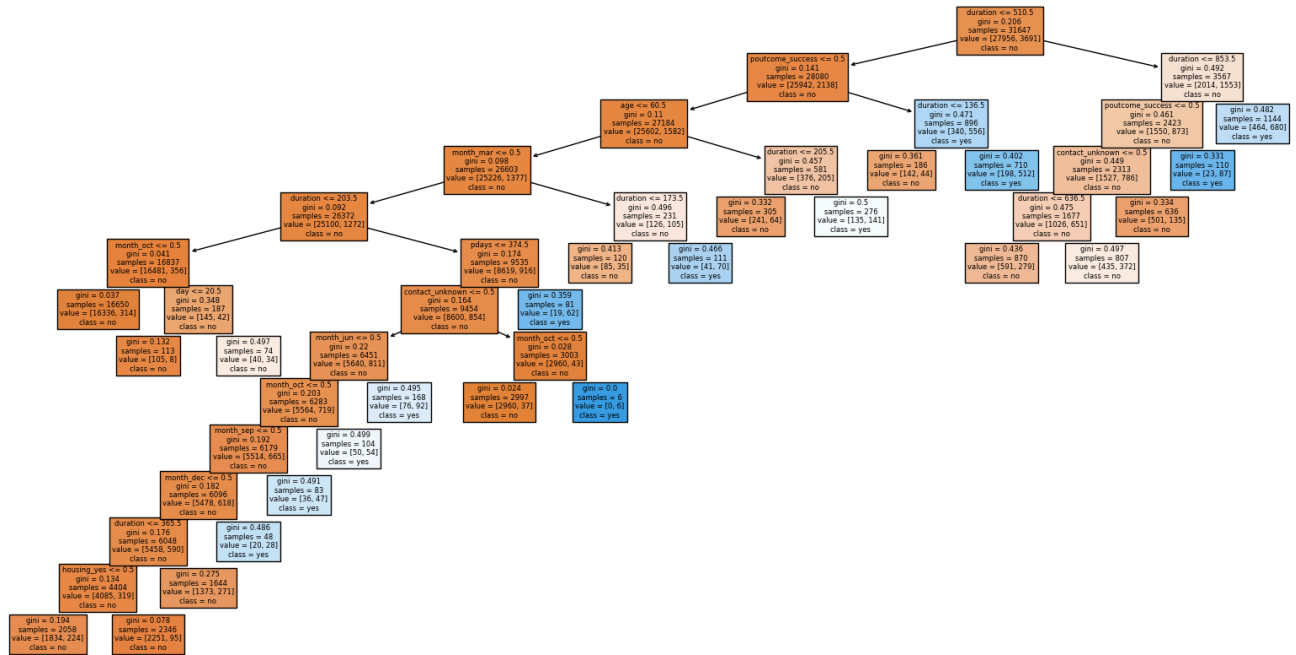 duration <= 510.5
gini = 0.206
samples = 31647
value = [27956, 3691]
class = no
poutcome_success <= 0.5
gini = 0.141
samples = 28080
value = [25942, 2138]
class = no
duration <= 853.5
gini = 0.492
samples = 3567
value = [2014, 1553]
class = no
age <= 60.5
gini = 0.11
samples = 27184
value = [25602, 1582]
class = no
duration <= 136.5
gini = 0.471
samples = 896
value = [340, 556]
class = yes
poutcome_success <= 0.5
gini = 0.461
samples = 2423
value = [1550, 873]
class = no
gini = 0.482
samples = 1144
value = [464, 680]
class = yes
month_mar <= 0.5
gini = 0.098
samples = 26603
value = [25226, 1377]
class = no
duration <= 205.5
gini = 0.457
samples = 581
value = [376, 205]
class = no
gini = 0.361
samples = 186
value = [142, 44]
class = no
gini = 0.402
samples = 710
value = [198, 512]
class = yes
contact_unknown <= 0.5
gini = 0.449
samples = 2313
value = [1527, 786]
class = no
gini = 0.331
samples = 110
value = [23, 87]
class = yes
duration <= 203.5
gini = 0.092
samples = 26372
value = [25100, 1272]
class = no
duration <= 173.5
gini = 0.496
samples = 231
value = [126, 105]
class = no
gini = 0.332
samples = 305
value = [241, 64]
class = no
gini = 0.5
samples = 276
value = [135, 141]
class = yes
duration <= 636.5
gini = 0.475
samples = 1677
value = [1026, 651]
class = no
gini = 0.334
samples = 636
value = [501, 135]
class = no
month_oct <= 0.5
gini = 0.041
samples = 16837
value = [16481, 356]
class = no
pdays <= 374.5
gini = 0.174
samples = 9535
value = [8619, 916]
class = no
gini = 0.413
samples = 120
value = [85, 35]
class = no
gini = 0.466
samples = 111
value = [41, 70]
class = yes
gini = 0.436
samples = 870
value = [591, 279]
class = no
gini = 0.497
samples = 807
value = [435, 372]
class = no
gini = 0.037
samples = 16650
value = [16336, 314]
class = no
day <= 20.5
gini = 0.348
samples = 187
value = [145, 42]
class = no
contact_unknown <= 0.5
gini = 0.164
samples = 9454
value = [8600, 854]
class = no
gini = 0.359
samples = 81
value = [19, 62]
class = yes
gini = 0.132
samples = 113
value = [105, 8]
class = no
gini = 0.497
samples = 74
value = [40, 34]
class = no
month_jun <= 0.5
gini = 0.22
samples = 6451
value = [5640, 811]
class = no
month_oct <= 0.5
gini = 0.028
samples = 3003
value = [2960, 43]
class = no
month_oct <= 0.5
gini = 0.203
samples = 6283
value = [5564, 719]
class = no
gini = 0.495
samples = 168
value = [76, 92]
class = yes
gini = 0.024
samples = 2997
value = [2960, 37]
class = no
gini = 0.0
samples = 6
value = [0, 6]
class = yes
month_sep <= 0.5
gini = 0.192
samples = 6179
value = [5514, 665]
class = no
gini = 0.499
samples = 104
value = [50, 54]
class = yes
month_dec <= 0.5
gini = 0.182
samples = 6096
value = [5478, 618]
class = no
gini = 0.491
samples = 83
value = [36, 47]
class = yes
duration <= 365.5
gini = 0.176
samples = 6048
value = [5458, 590]
class = no
gini = 0.486
samples = 48
value = [20, 28]
class = yes
housing_yes <= 0.5
gini = 0.134
samples = 4404
value = [4085, 319]
class = no
gini = 0.275
samples = 1644
value = [1373, 271]
class = no
gini = 0.194
samples = 2058
value = [1834, 224]
class = no
gini = 0.078
samples = 2346
value = [2251, 95]
class = no